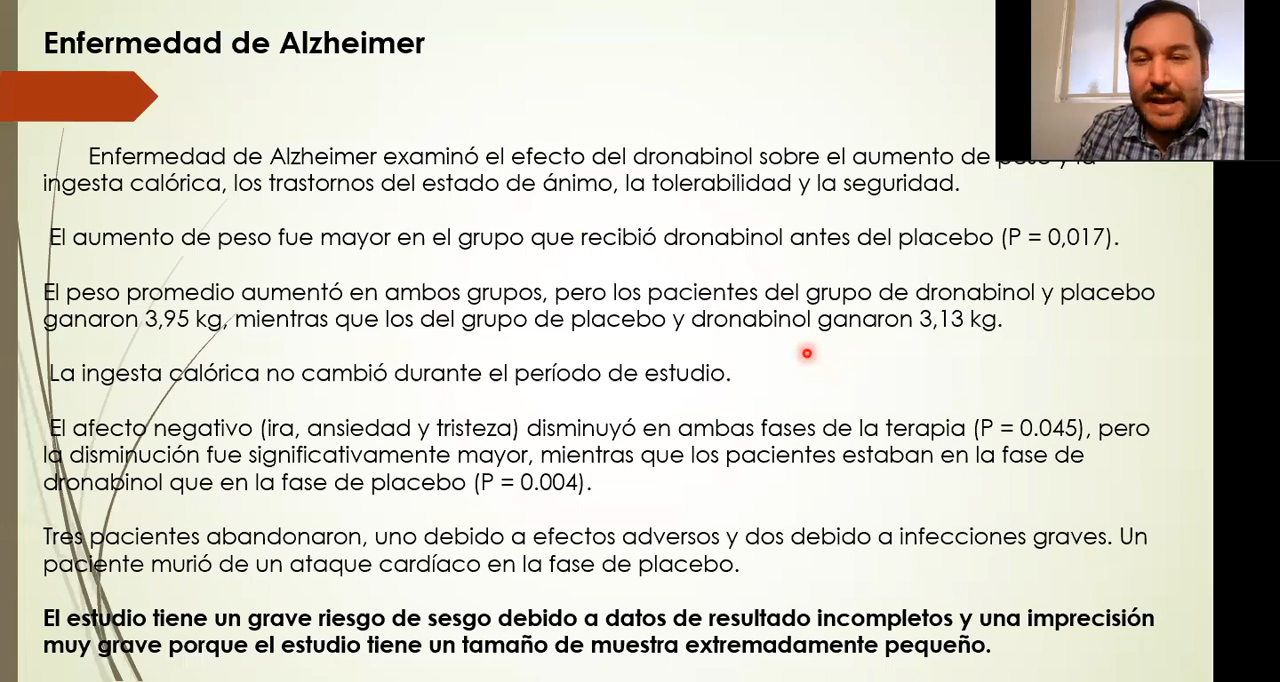 Enfermedad de Alzheimer
Enfermedad de Alzheimer examinó el efecto del dronabinol sobre el aumento de peso y la
ingesta calórica, los trastornos del estado de ánimo, la tolerabilidad y la seguridad.
El aumento de peso fue mayor en el grupo que recibió dronabinol antes del placebo (P = 0,017).
El peso promedio aumentó en ambos grupos, pero los pacientes del grupo de dronabinol y placebo
ganaron 3,95 kg, mientras que los del grupo de placebo y dronabinol ganaron 3,13 kg.
La ingesta calórica no cambió durante el período de estudio.
El afecto negativo (ira, ansiedad y tristeza) disminuyó en ambas fases de la terapia (P = 0.045), pero
la disminución fue significativamente mayor, mientras que los pacientes estaban en la fase de
dronabinol que en la fase de placebo (P = 0.004).
Tres pacientes abandonaron, uno debido a efectos adversos y dos debido a infecciones graves. Un
paciente murió de un ataque cardíaco en la fase de placebo.
El estudio tiene un grave riesgo de sesgo debido a datos de resultado incompletos y una imprecisión
muy grave porque el estudio tiene un tamaño de muestra extremadamente pequeño.